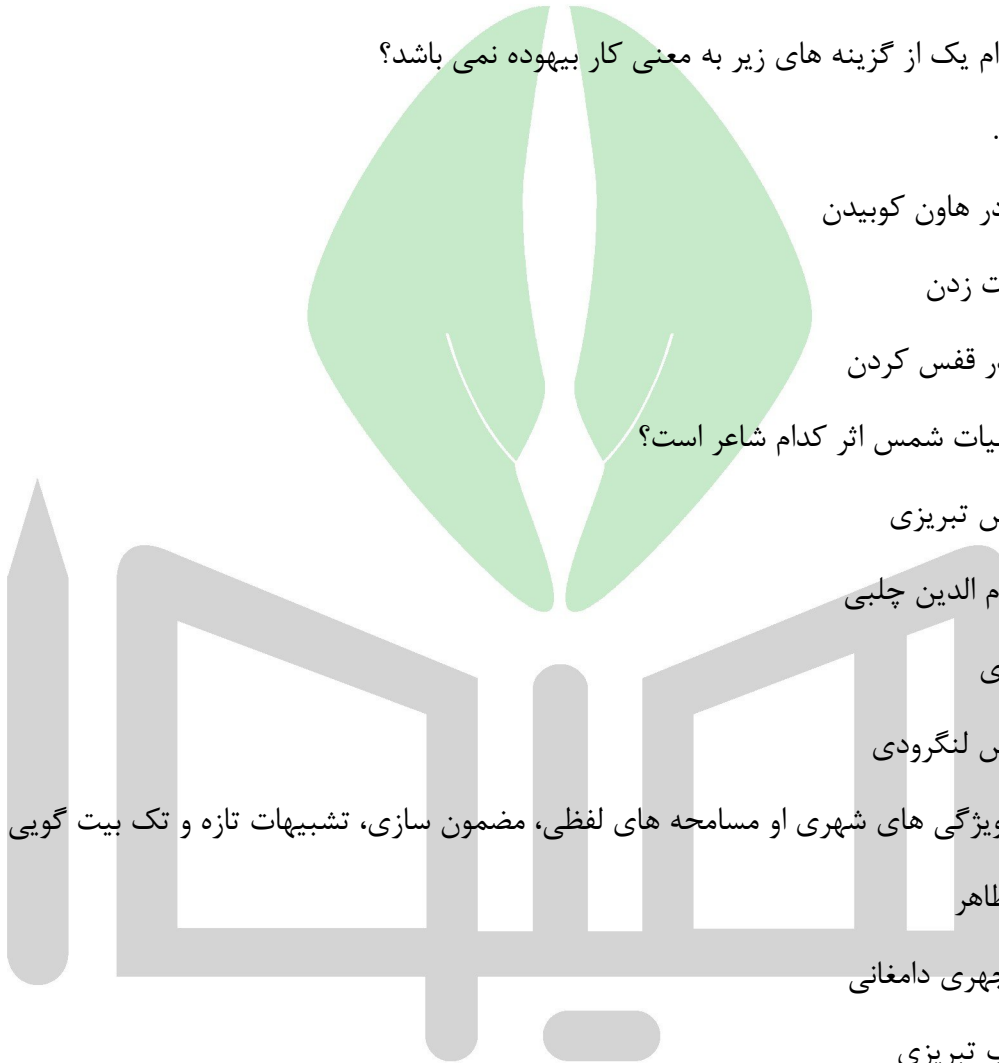 ام یک از گزینه های زیر به معنی کار بیهوده نمی باشد؟
.
در هاون کوبیدن
ت زدن
ر قفس کردن
یات شمس اثر کدام شاعر است؟
س تبریزی
م الدین چلبی
ی
س لنگرودی
ویژگی های شهری او مسامحه های لفظی، مضمون سازی، تشبیهات تازه و تک بیت گویی
طاهر
چهری دامغانی
ب تبریزی